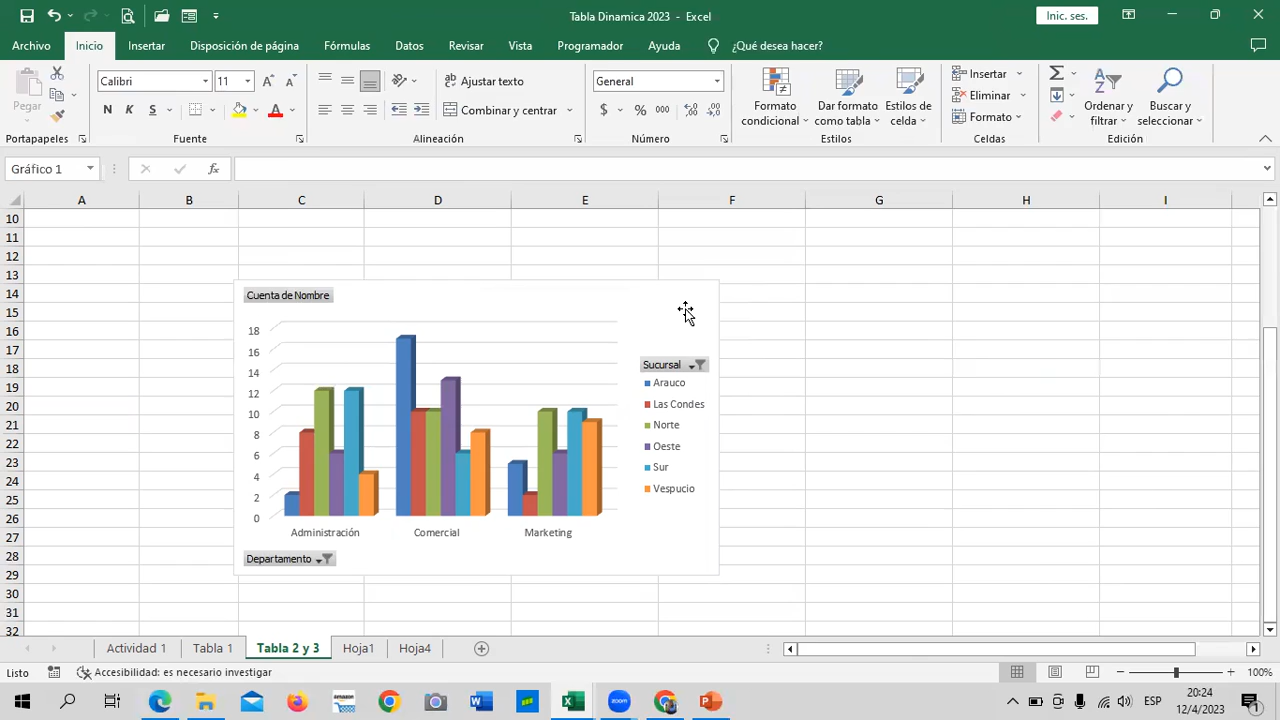 Tabla Dinamica 2023 - Excel
Inic. ses.
Archivo Inicio Insertar Disposición de página Fórmulas Datos Revisar Vista Programador Ayuda ¿Qué desea hacer?
Pegar
Calibri 11
N K S
Ajustar texto
Combinar y centrar
General
$ % 000
Formato condicional
Dar formato como tabla
Estilos de celda
Insertar
Eliminar
Formato
Ordenar y filtrar
Buscar y seleccionar
Portapapeles Fuente Alineación Número Estilos Celdas Edición
Gráfico 1 fx
A B C D E F G H I
10
11
12
13
14
15
16
17
18
19
20
21
22
23
24
25
26
27
28
29
30
31
32
Cuenta de Nombre
18
16
14
12
10
8
6
4
2
0
Administración Comercial Marketing
Departamento
Sucursal
Arauco
Las Condes
Norte
Oeste
Sur
Vespucio
Actividad 1 Tabla 1 Tabla 2 y 3 Hoja1 Hoja4
Listo Accesibilidad: es necesario investigar 100%
amazon
zoom
ESP
20:24
12/4/2023